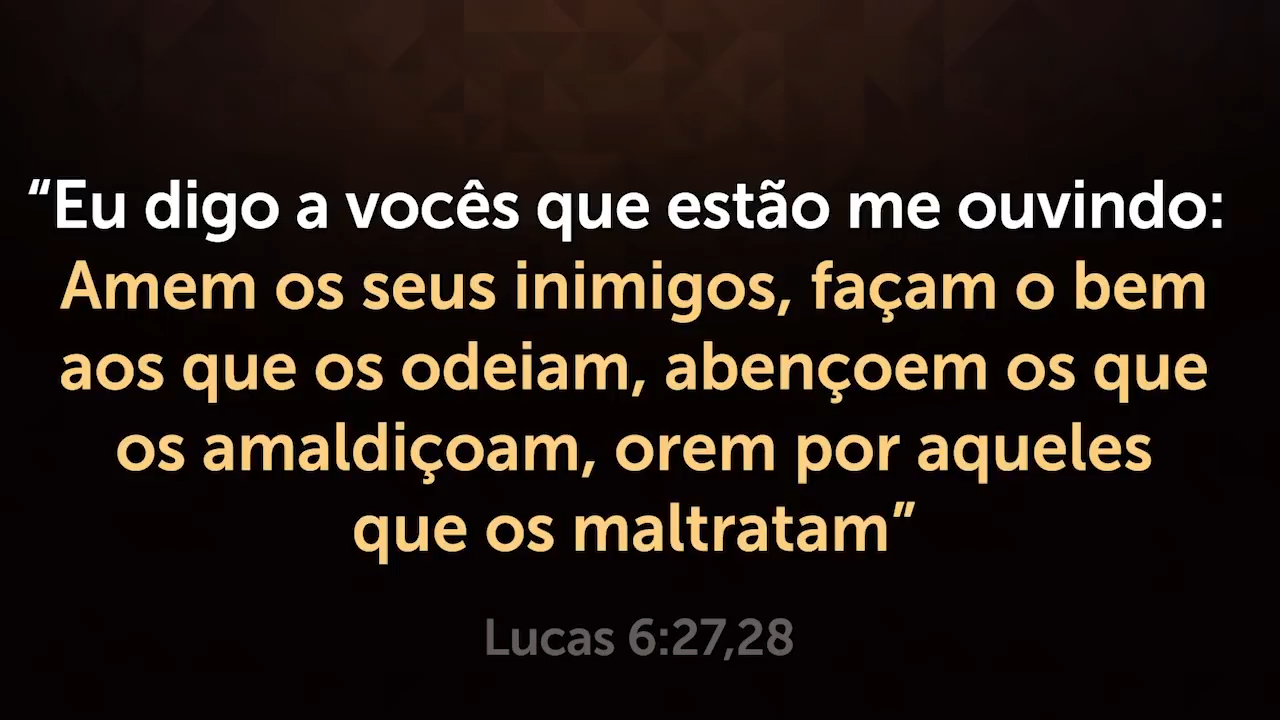 “Eu digo a vocês que estão me ouvindo:
Amem os seus inimigos, façam o bem
aos que os odeiam, abençoem os que
os amaldiçoam, orem por aqueles
que os maltratam”
Lucas 6:27,28